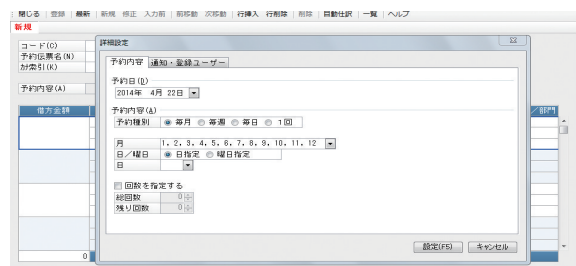 閉じる 登録 最新 新規 修正 入力前 前移動 次移動 行挿入 行削除 削除 自動仕訳 一覧 ヘルプ
新規
コード(C)
予約伝票名(N)
カナ索引(K)
予約内容(A)
借方金額
/部門
0
詳細設定
予約内容 通知・登録ユーザー
予約日(D)
2014年 4月 22日
予約内容(A)
予約種別 毎月 毎週 毎日 1回
月 1, 2, 3, 4, 5, 6, 7, 8, 9, 10, 11, 12
日/曜日 日指定 曜日指定
日
回数を指定する
総回数 0
残り回数 0
設定(F5) キャンセル